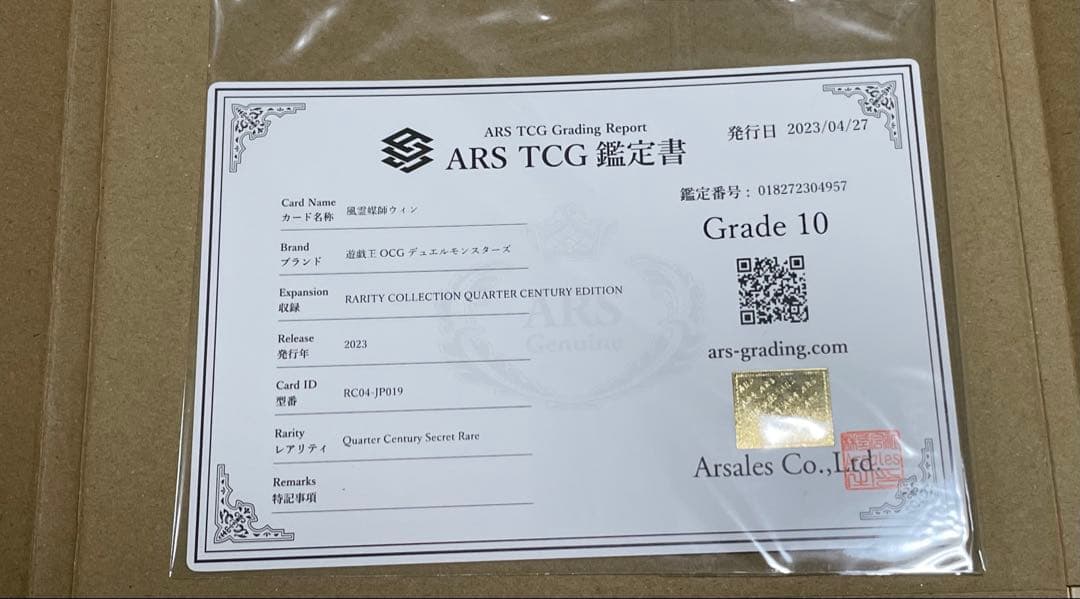 ARS TCG Grading Report
ARS TCG 鑑定書
発行日 2023/04/27
鑑定番号 : 018272304957
Grade 10
Card Name
カード名称 風霊媒師ウィン
Brand
ブランド 遊戯王 OCG デュエルモンスターズ
Expansion
収録 RARITY COLLECTION QUARTER CENTURY EDITION
Release
発行年 2023
Card ID
型番 RC04-JP019
Rarity
レアリティ Quarter Century Secret Rare
Remarks
特記事項 -
ARS
Genuine
ars-grading.com
Arsales Co.,Ltd.
Arsales